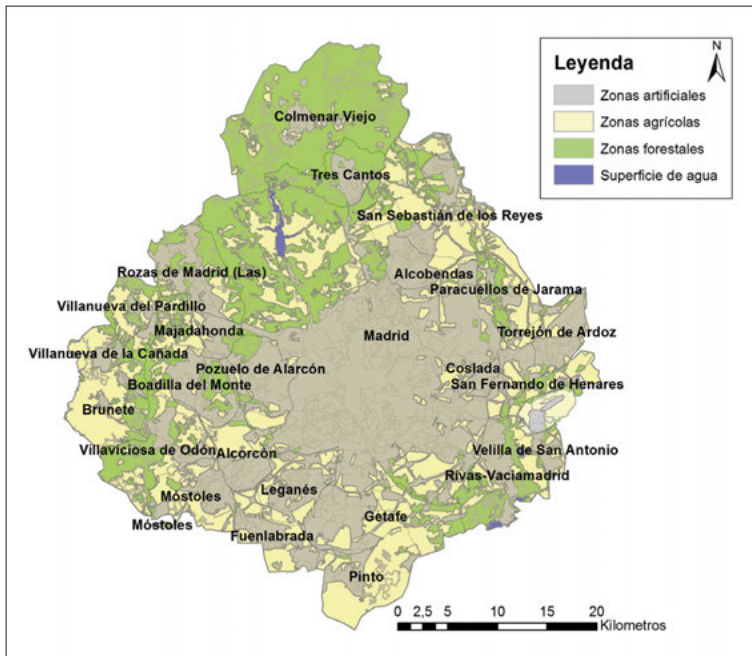 N
Leyenda
Zonas artificiales
Zonas agrícolas
Zonas forestales
Superficie de agua
Colmenar Viejo
Tres Cantos
San Sebastián de los Reyes
Rozas de Madrid (Las)
Alcobendas
Paracuellos de Jarama
Villanueva del Pardillo
Majadahonda
Madrid
Torrejón de Ardoz
Villanueva de la Cañada
Pozuelo de Alarcón
Coslada
Boadilla del Monte
San Fernando de Henares
Brunete
Villaviciosa de Odón
Alcorcón
Velilla de San Antonio
Rivas-Vaciamadrid
Móstoles
Leganés
Getafe
Móstoles
Fuenlabrada
Pinto
0 2,5 5 10 15 20
Kilometros